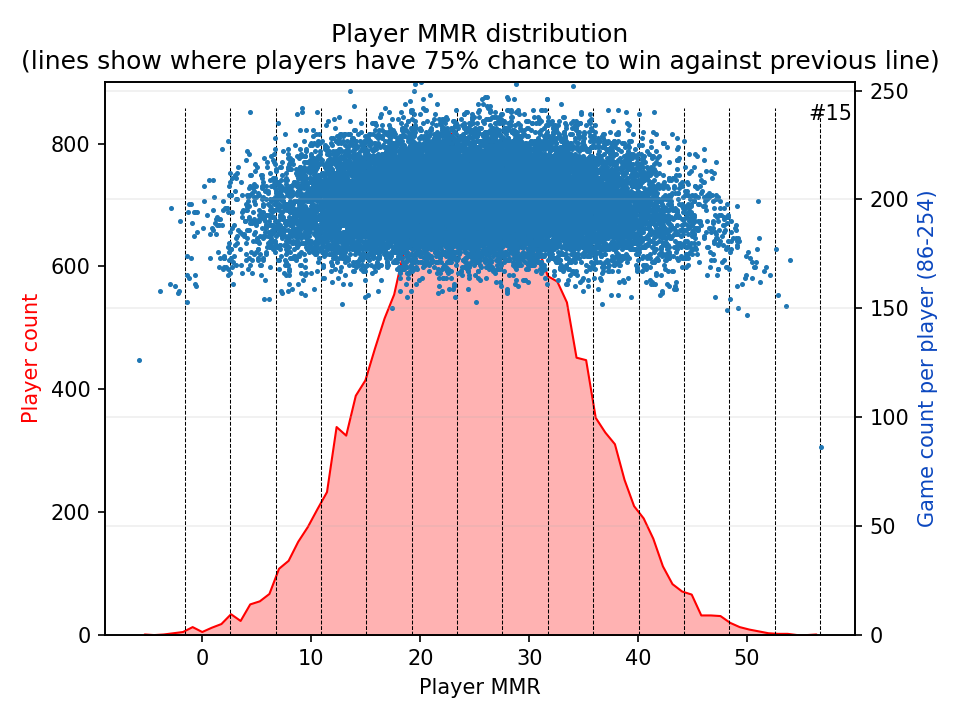 Player MMR distribution
(lines show where players have 75% chance to win against previous line)
#15
800
600
400
200
0
Player count
250
200
150
100
50
0
Game count per player (86-254)
0 10 20 30 40 50
Player MMR